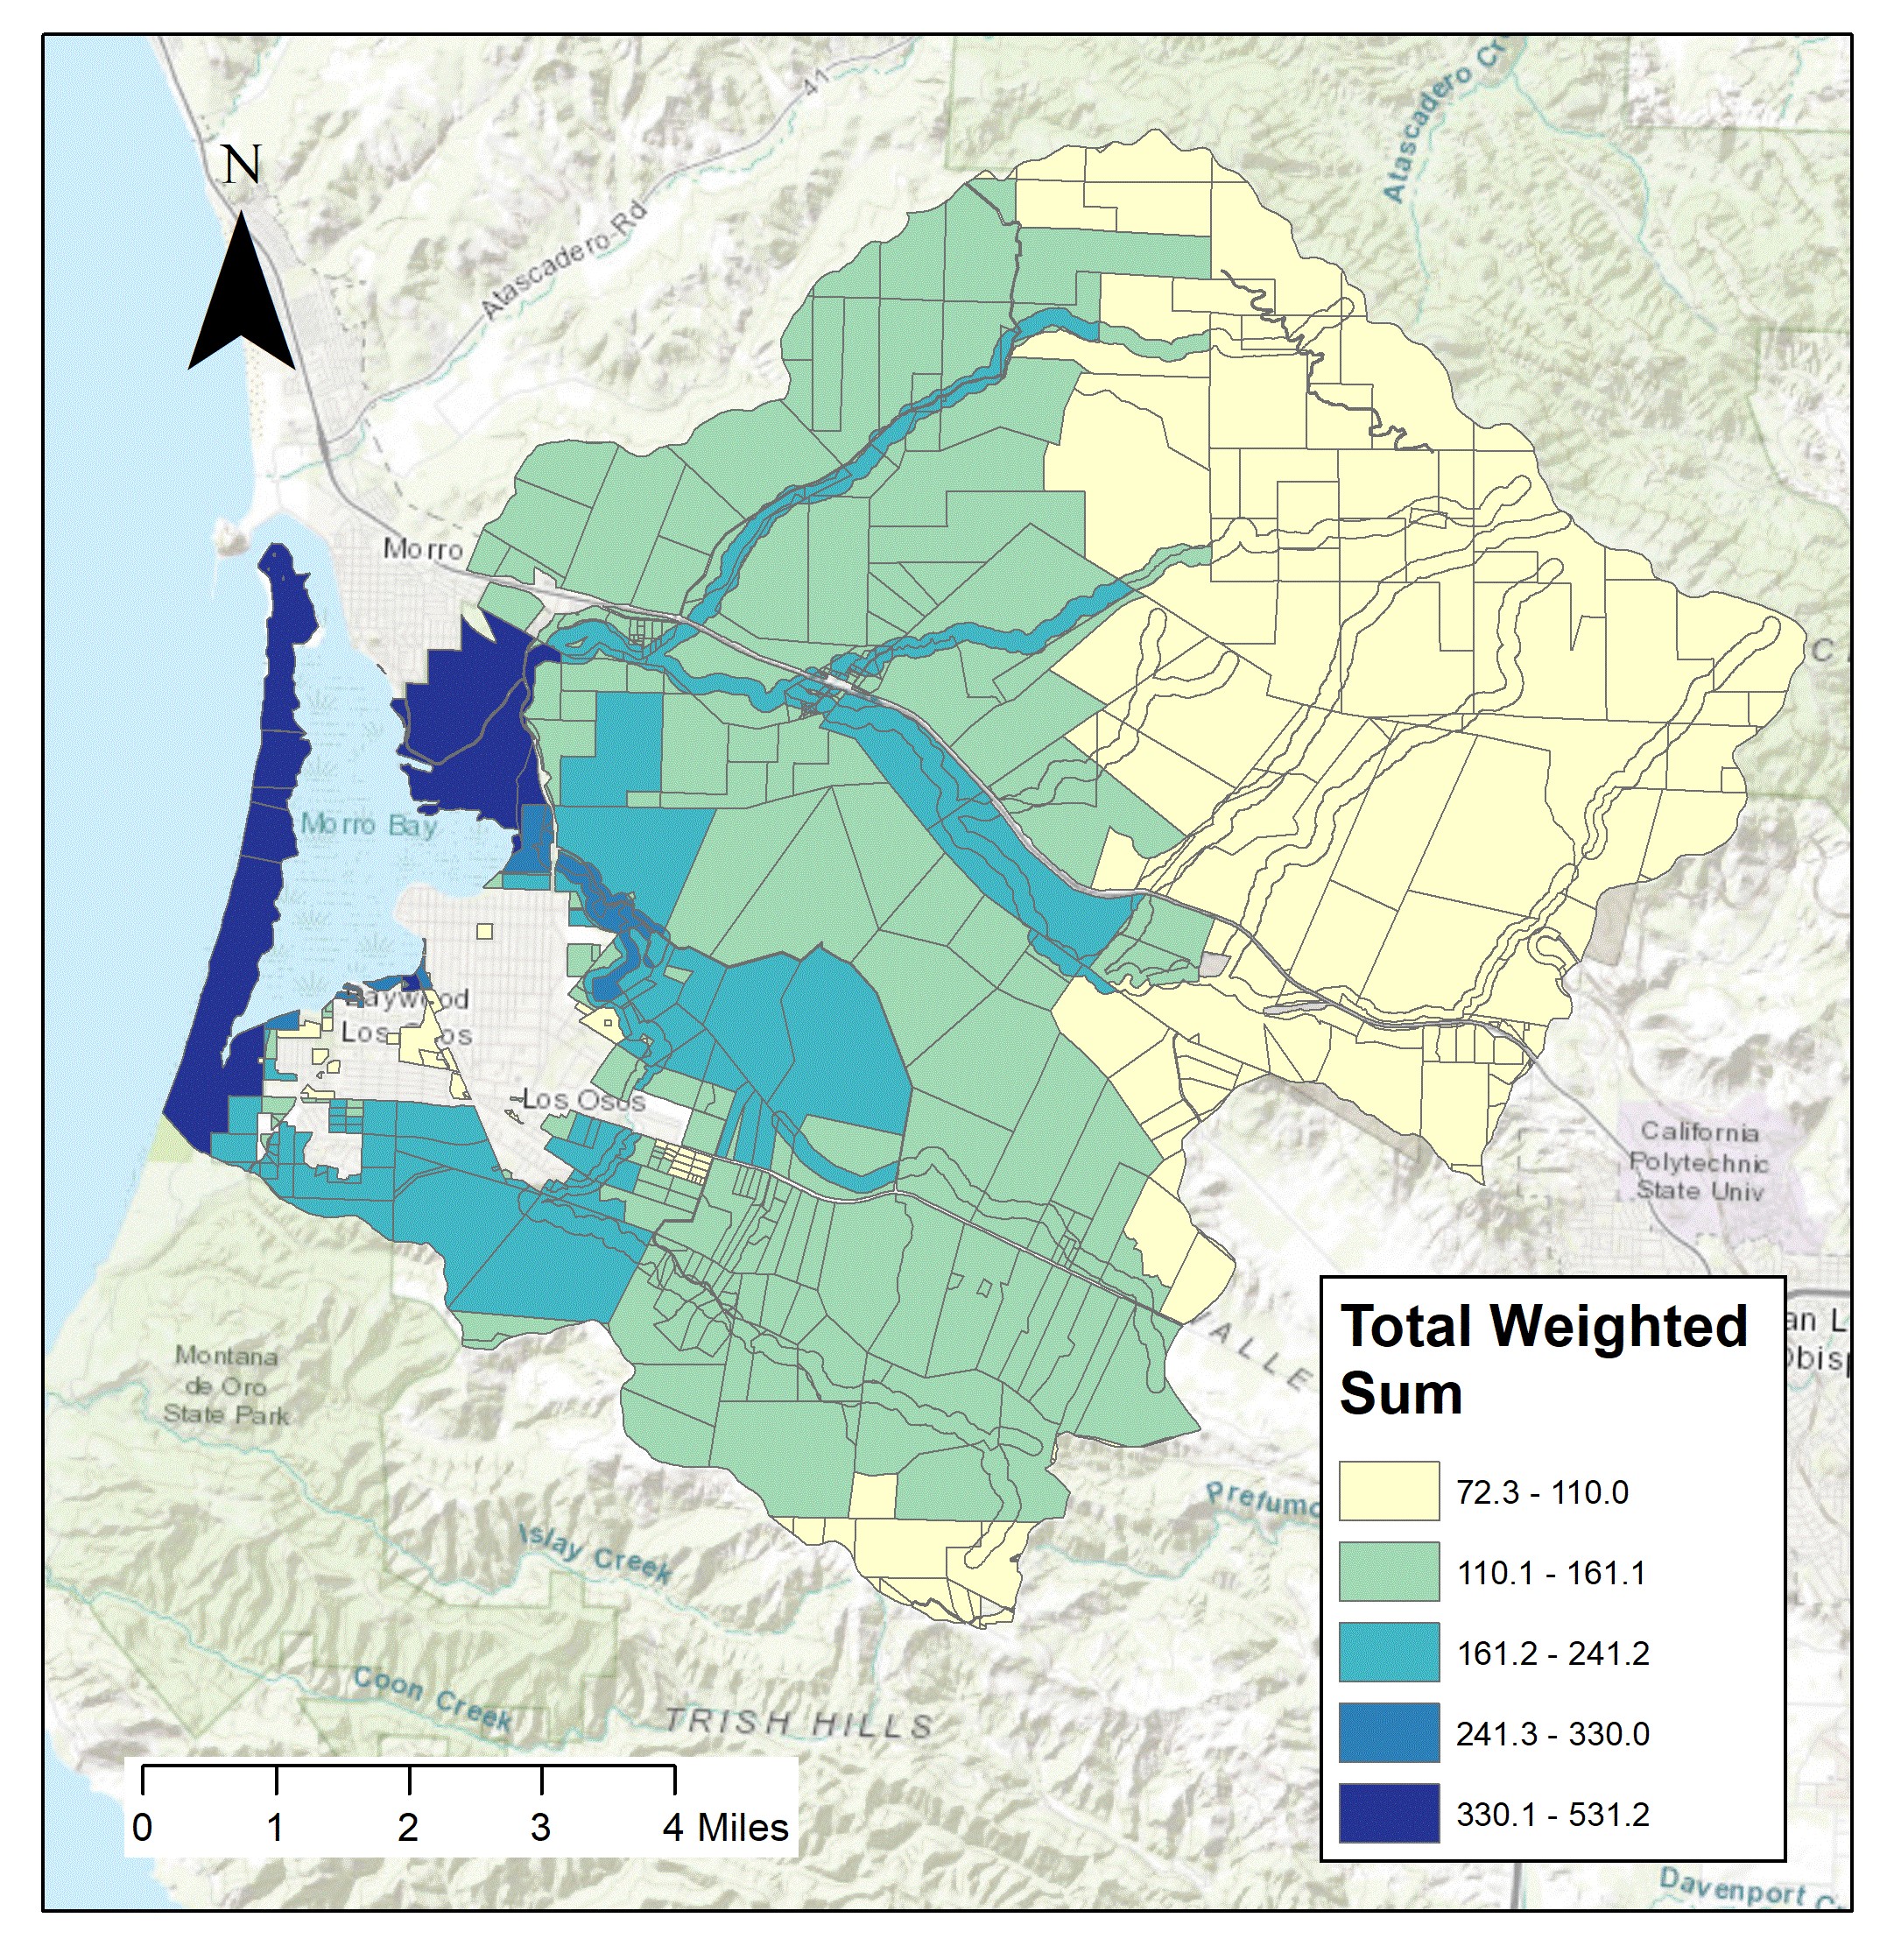 Atascadero Cr
41
N
Atascadero-Rd
Morro
C
Morro Bay
Baywood
Los Osos
Los Osos
California
Polytechnic
State Univ
VALLE
Total Weighted
Sum
an L
Obisp
72.3 - 110.0
110.1 - 161.1
161.2 - 241.2
241.3 - 330.0
330.1 - 531.2
Montana
de Oro
State Park
Prefumo
Islay Creek
Coon Creek
TRISH HILLS
0 1 2 3 4 Miles
Davenport C